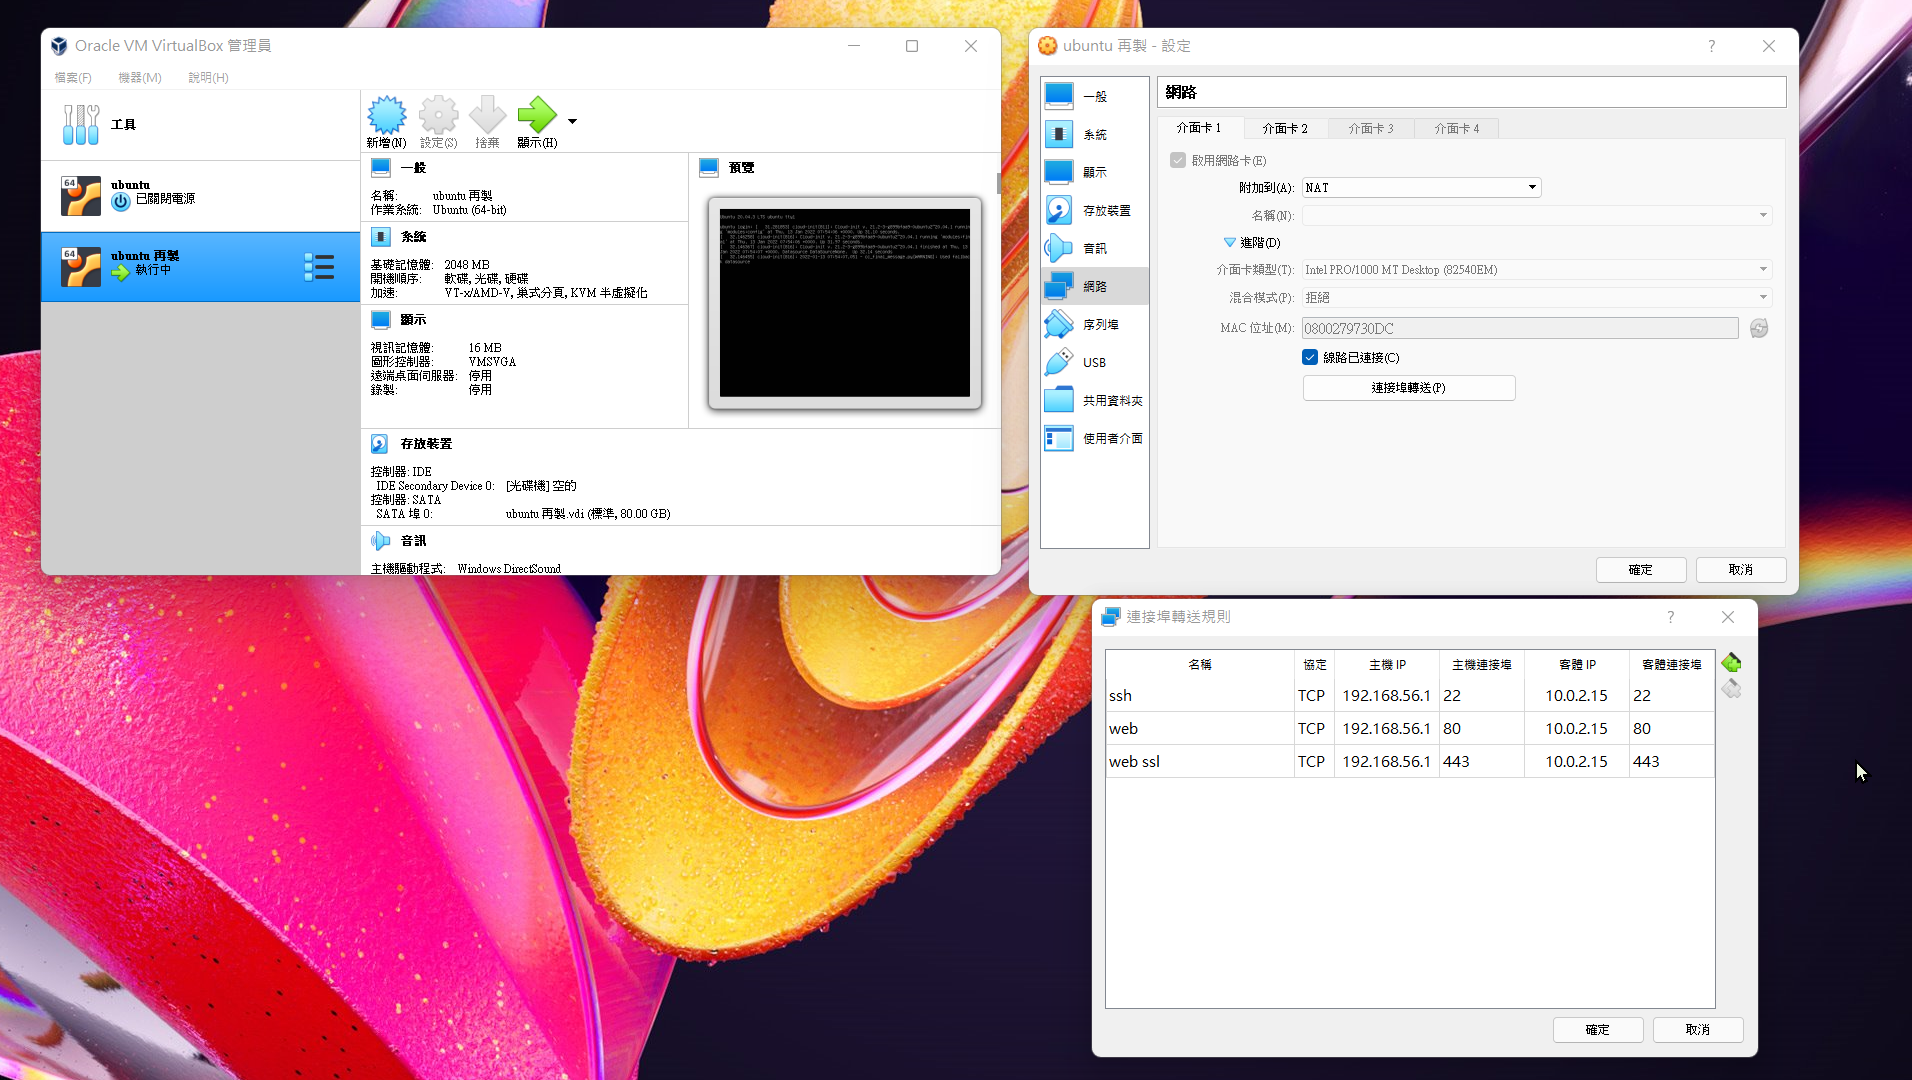 Oracle VM VirtualBox 管理員
檔案(F) 機器(M) 說明(H)
工具
新增(N) 設定(S) 捨棄 顯示(H)
64 ubuntu
已關閉電源
64 ubuntu 再製
執行中
一般
名稱: ubuntu 再製
作業系統: Ubuntu (64-bit)
系統
基礎記憶體: 2048 MB
開機順序: 軟碟, 光碟, 硬碟
加速: VT-x/AMD-V, 巢式分頁, KVM 半虛擬化
顯示
視訊記憶體: 16 MB
圖形控制器: VMSVGA
遠端桌面伺服器: 停用
錄製: 停用
預覽
存放裝置
控制器: IDE
IDE Secondary Device 0: [光碟機] 空的
控制器: SATA
SATA 埠 0: ubuntu 再製.vdi (標準, 80.00 GB)
音訊
主機驅動程式: Windows DirectSound
ubuntu 再製 - 設定
一般
系統
顯示
存放裝置
音訊
網路
序列埠
USB
共用資料夾
使用者介面
網路
介面卡 1 介面卡 2 介面卡 3 介面卡 4
啟用網路卡(E)
附加到(A): NAT
名稱(N):
進階(D)
介面卡類型(T): Intel PRO/1000 MT Desktop (82540EM)
混合模式(P): 拒絕
MAC 位址(M): 0800279730DC
線路已連接(C)
連接埠轉送(P)
確定 取消
連接埠轉送規則
名稱 協定 主機 IP 主機連接埠 客體 IP 客體連接埠
ssh TCP 192.168.56.1 22 10.0.2.15 22
web TCP 192.168.56.1 80 10.0.2.15 80
web ssl TCP 192.168.56.1 443 10.0.2.15 443
確定 取消